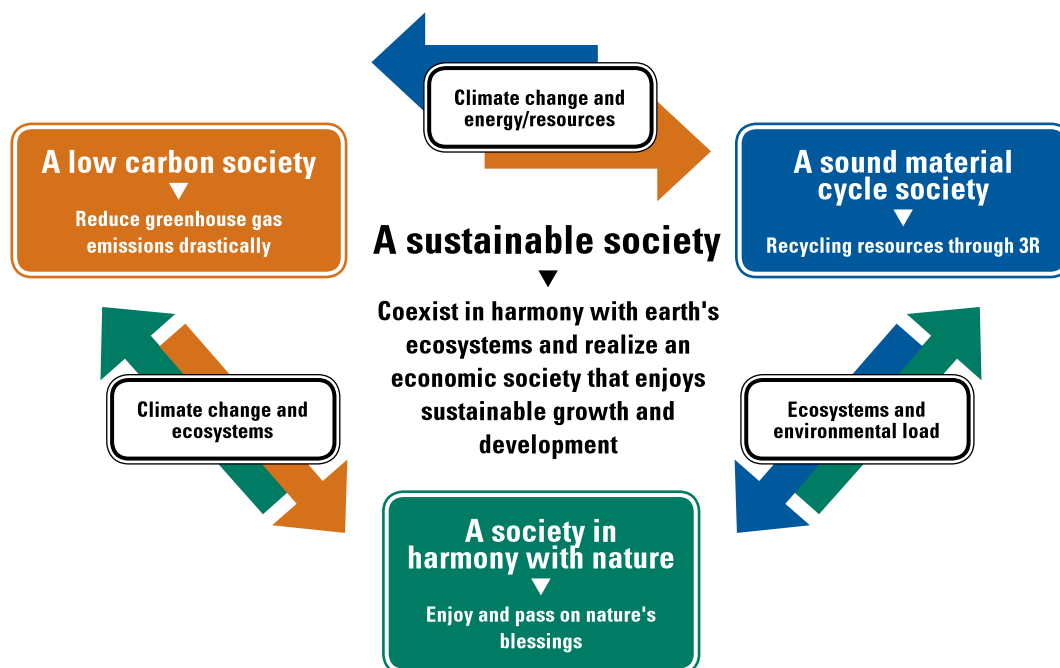 Climate change and
energy/resources
A low carbon society
Reduce greenhouse gas
emissions drastically
A sound material
cycle society
Recycling resources through 3R
A sustainable society
Coexist in harmony with earth's
ecosystems and realize an
economic society that enjoys
sustainable growth and
development
Climate change and
ecosystems
Ecosystems and
environmental load
A society in
harmony with nature
Enjoy and pass on nature's
blessings